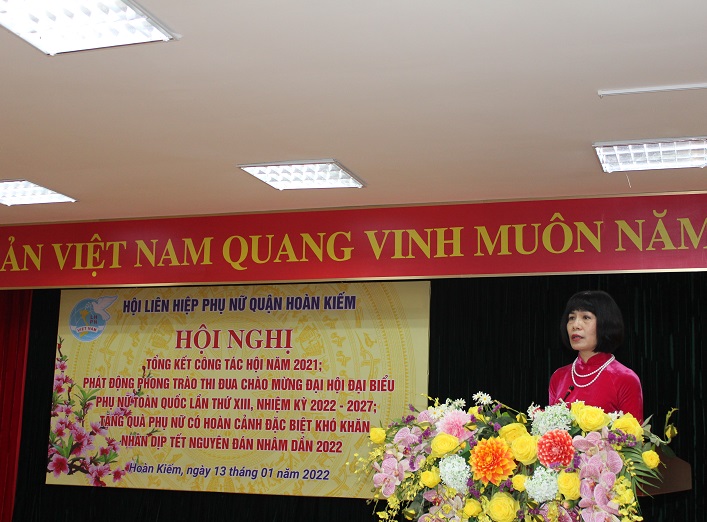 ẢN VIỆT NAM QUANG VINH MUÔN NĂM
HỘI LIÊN HIỆP PHỤ NỮ QUẬN HOÀN KIẾM
VIỆT NAM
HỘI NGHỊ
TỔNG KẾT CÔNG TÁC HỘI NĂM 2021;
PHÁT ĐỘNG PHONG TRÀO THI ĐUA CHÀO MỪNG ĐẠI HỘI ĐẠI BIỂU
PHỤ NỮ TOÀN QUỐC LẦN THỨ XIII, NHIỆM KỲ 2022 - 2027;
TẶNG QUÀ PHỤ NỮ CÓ HOÀN CẢNH ĐẶC BIỆT KHÓ KHĂN
NHÂN DỊP TẾT NGUYÊN ĐÁN NHÂM DẦN 2022
Hoàn Kiếm, ngày 13 tháng 01 năm 2022